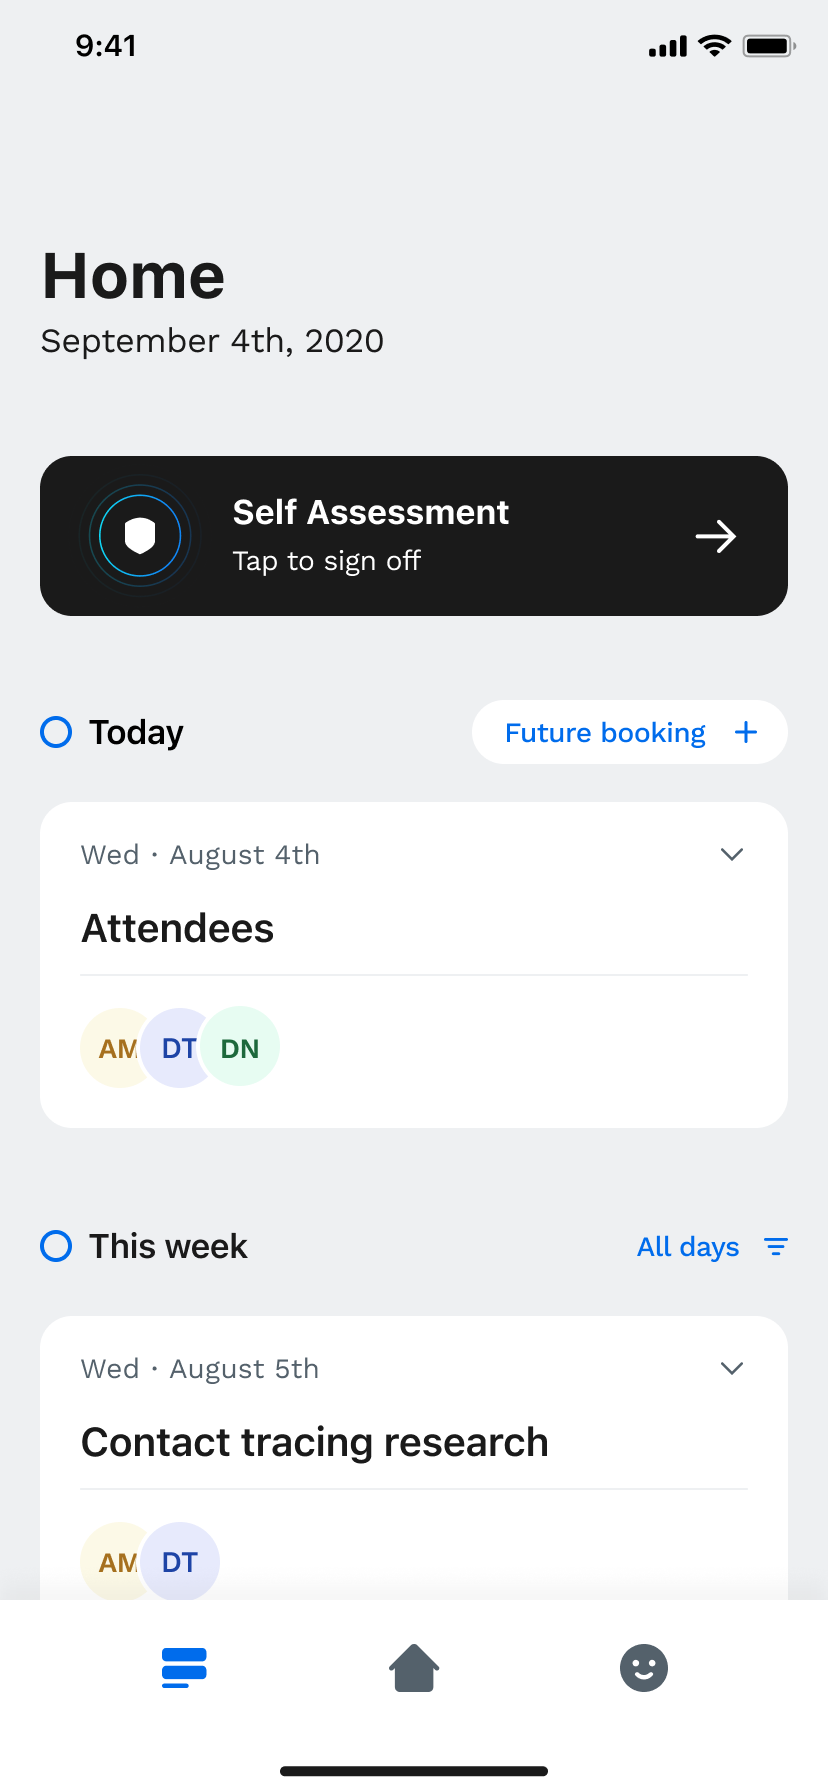 9:41
Home
September 4th, 2020
Self Assessment
Tap to sign off
Today
Future booking +
Wed · August 4th
Attendees
AM DT DN
This week
All days
Wed · August 5th
Contact tracing research
AM DT